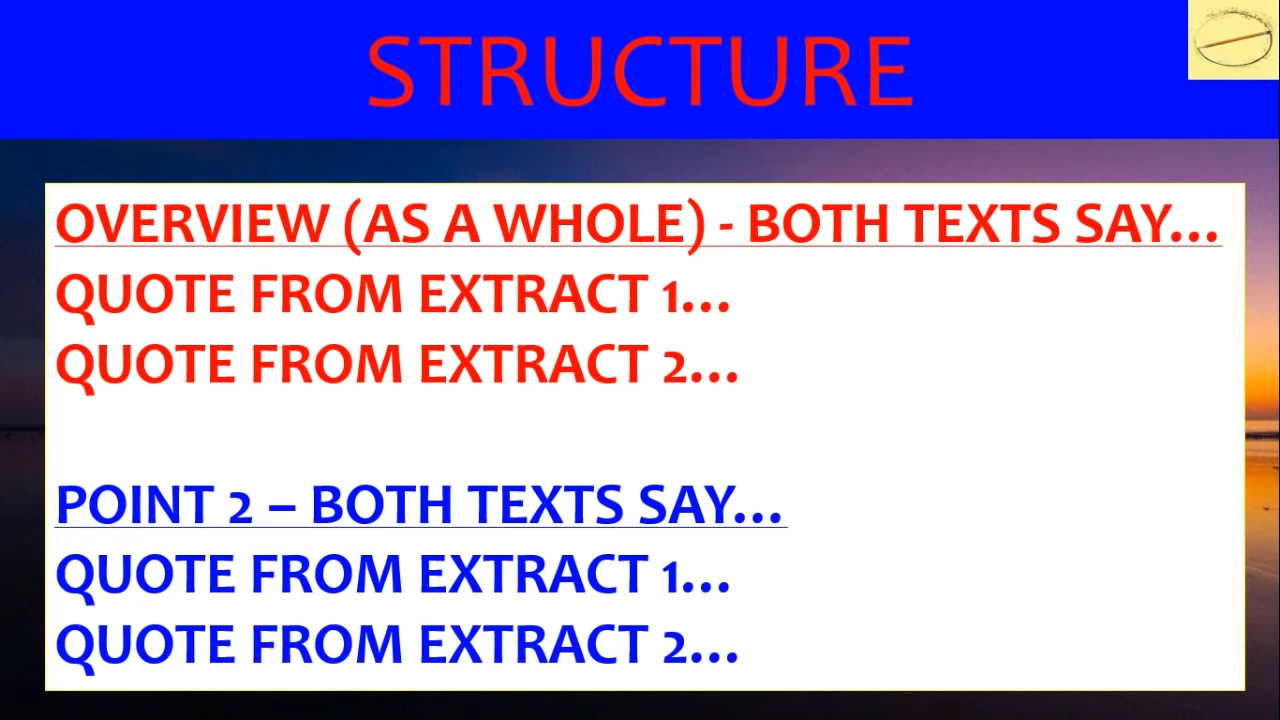 STRUCTURE
OVERVIEW (AS A WHOLE) - BOTH TEXTS SAY...
QUOTE FROM EXTRACT 1...
QUOTE FROM EXTRACT 2...
POINT 2 – BOTH TEXTS SAY...
QUOTE FROM EXTRACT 1...
QUOTE FROM EXTRACT 2...